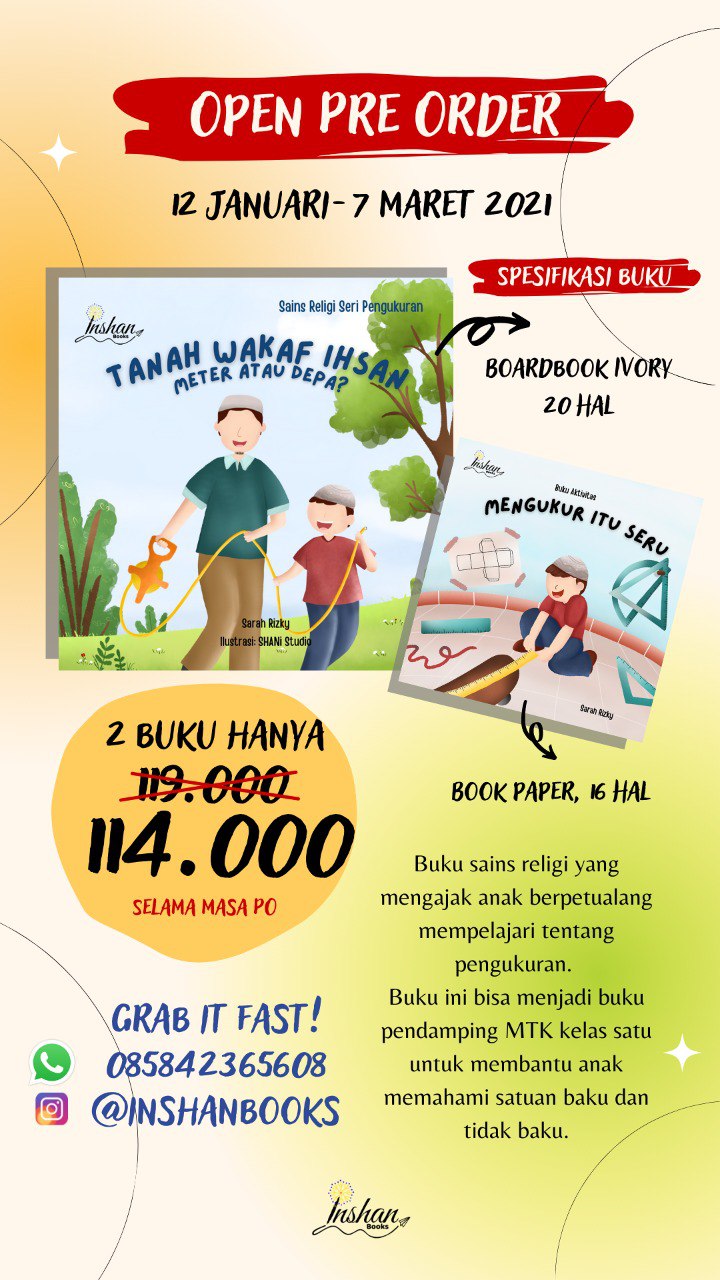 OPEN PRE ORDER
12 JANUARI- 7 MARET 2021
SPESIFIKASI BUKU
Inshan
Books
Sains Religi Seri Pengukuran
TANAH WAKAF IHSAN
METER ATAU DEPA?
Sarah Rizky
Ilustrasi: SHANi Studio
BOARDBOOK IVORY
20 HAL
Inshan
Books
Buku Aktivitas
MENGUKUR ITU SERU
Sarah Rizky
BOOK PAPER, 16 HAL
2 BUKU HANYA
119.000
114.000
SELAMA MASA PO
Buku sains religi yang
mengajak anak berpetualang
mempelajari tentang
pengukuran.
Buku ini bisa menjadi buku
pendamping MTK kelas satu
untuk membantu anak
memahami satuan baku dan
tidak baku.
GRAB IT FAST!
085842365608
@INSHANBOOKS
Inshan
Books